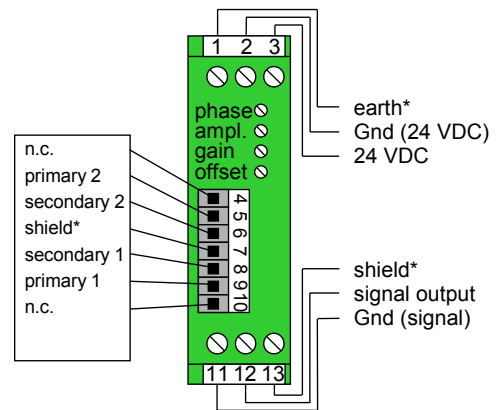 1 2 3
phase
ampl.
gain
offset
earth*
Gnd (24 VDC)
24 VDC
n.c.
primary 2
secondary 2
shield*
secondary 1
primary 1
n.c.
4
5
6
7
8
9
10
shield*
signal output
Gnd (signal)
11 12 13